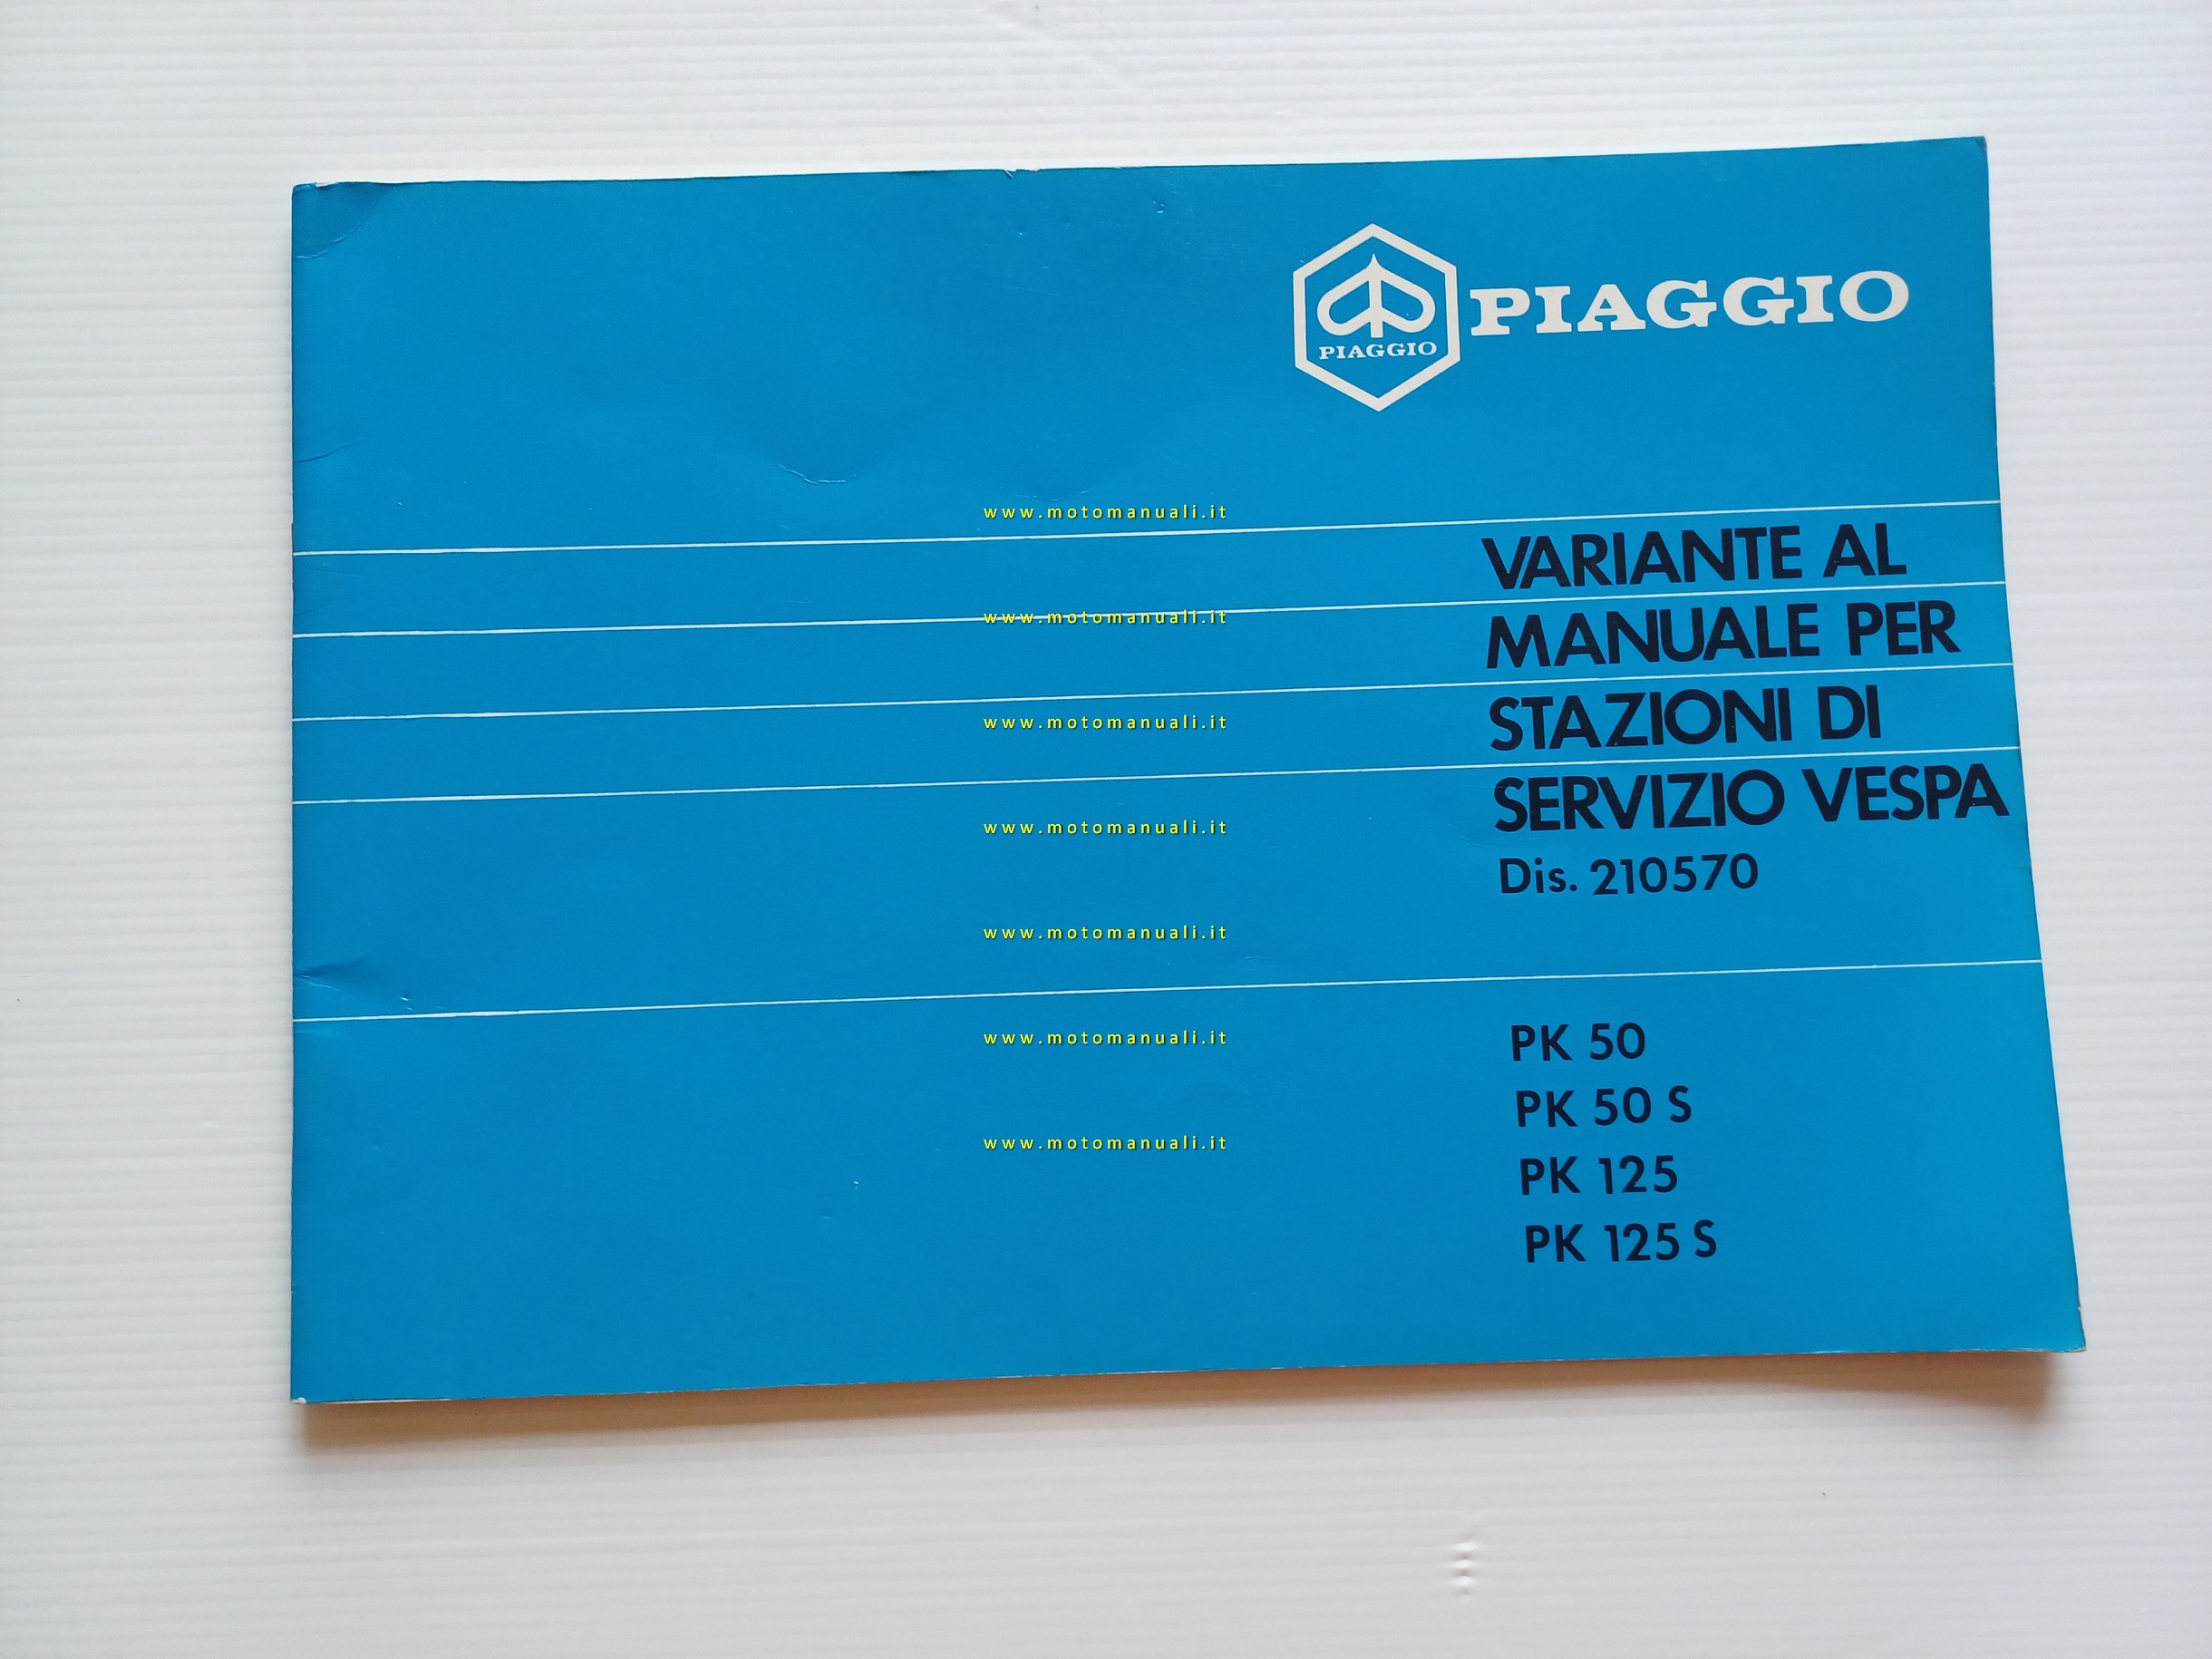 PIAGGIO
PIAGGIO
www.motomanuali.it
VARIANTE AL
www.motomanuali.it
MANUALE PER
www.motomanuali.it
STAZIONI DI
www.motomanuali.it
SERVIZIO VESPA
Dis. 210570
www.motomanuali.it
www.motomanuali.it
PK 50
PK 50 S
www.motomanuali.it
PK 125
PK 125 S